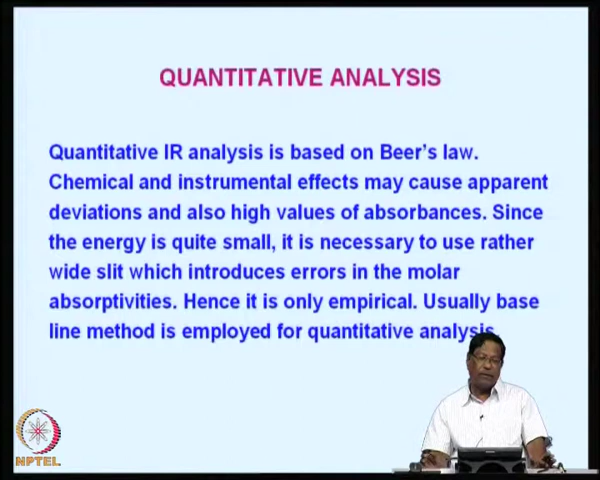 QUANTITATIVE ANALYSIS
Quantitative IR analysis is based on Beer's law.
Chemical and instrumental effects may cause apparent
deviations and also high values of absorbances. Since
the energy is quite small, it is necessary to use rather
wide slit which introduces errors in the molar
absorptivities. Hence it is only empirical. Usually base
line method is employed for quantitative analysis.
NPTEL